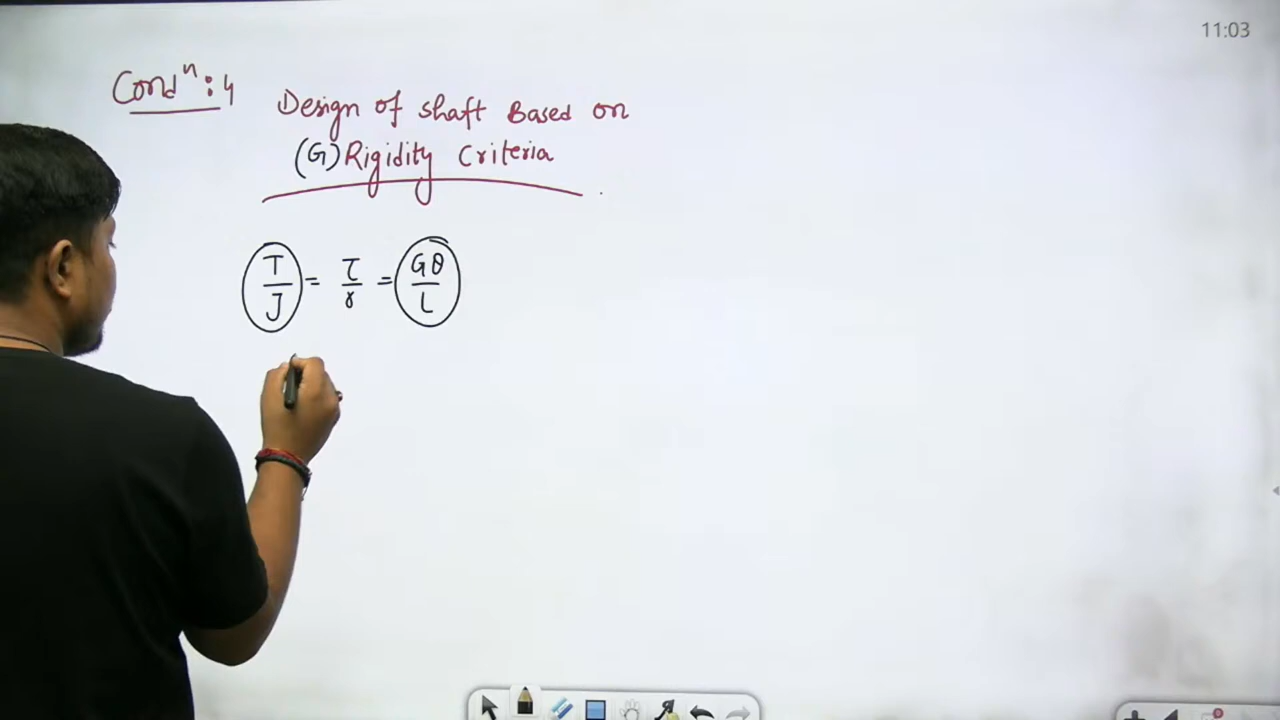 11:03
Condⁿ: 4
Design of shaft Based on
(G) Rigidity Criteria
T/J = τ/r = Gθ/L